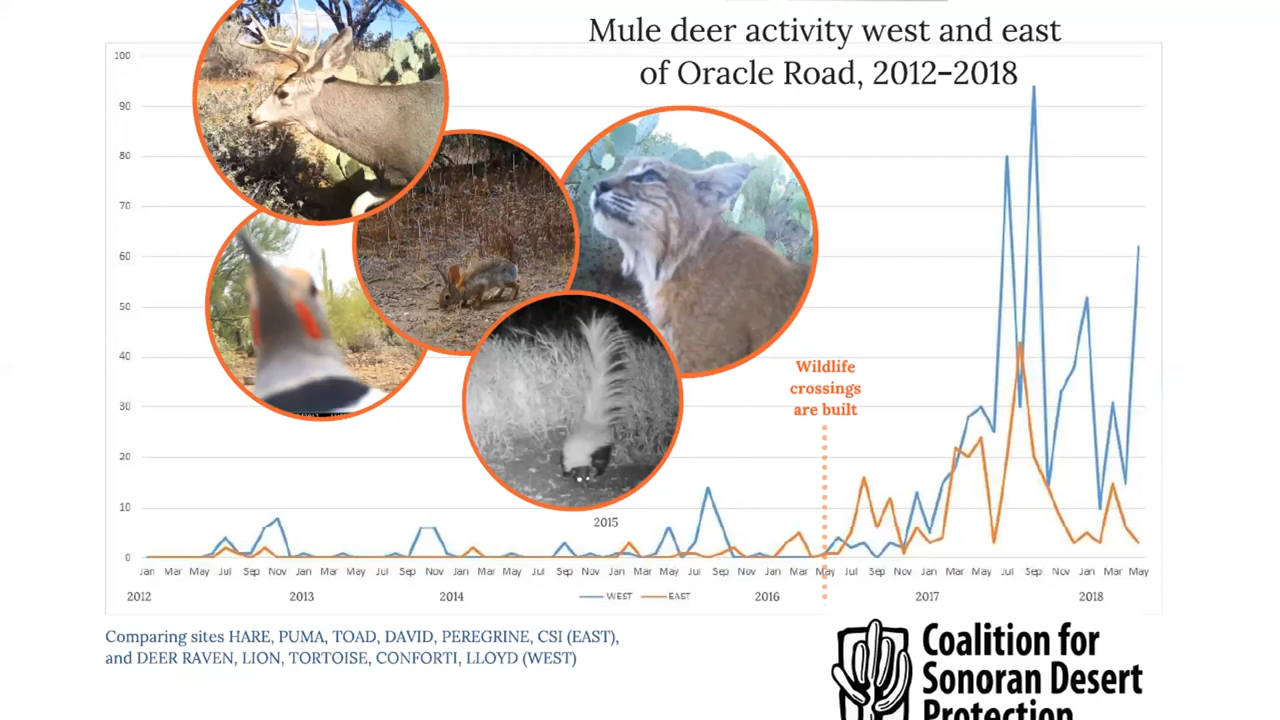 Mule deer activity west and east
of Oracle Road, 2012–2018
100
90
80
70
60
50
40
30
20
10
0
Wildlife
crossings
are built
2015
Jan Mar May Jul Sep Nov Jan Mar May Jul Sep Nov Jan Mar May Jul Sep Nov Jan Mar May Jul Sep Nov Jan Mar May Jul Sep Nov Jan Mar May Jul Sep Nov Jan Mar May
2012 2013 2014 2016 2017 2018
WEST EAST
Comparing sites HARE, PUMA, TOAD, DAVID, PEREGRINE, CSI (EAST),
and DEER RAVEN, LION, TORTOISE, CONFORTI, LLOYD (WEST)
Coalition for
Sonoran Desert
Protection